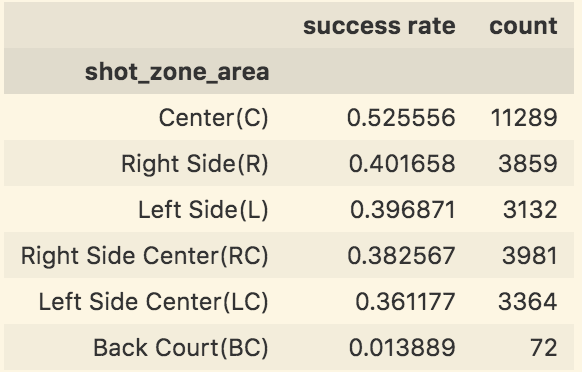 success rate count
shot_zone_area
Center(C) 0.525556 11289
Right Side(R) 0.401658 3859
Left Side(L) 0.396871 3132
Right Side Center(RC) 0.382567 3981
Left Side Center(LC) 0.361177 3364
Back Court(BC) 0.013889 72